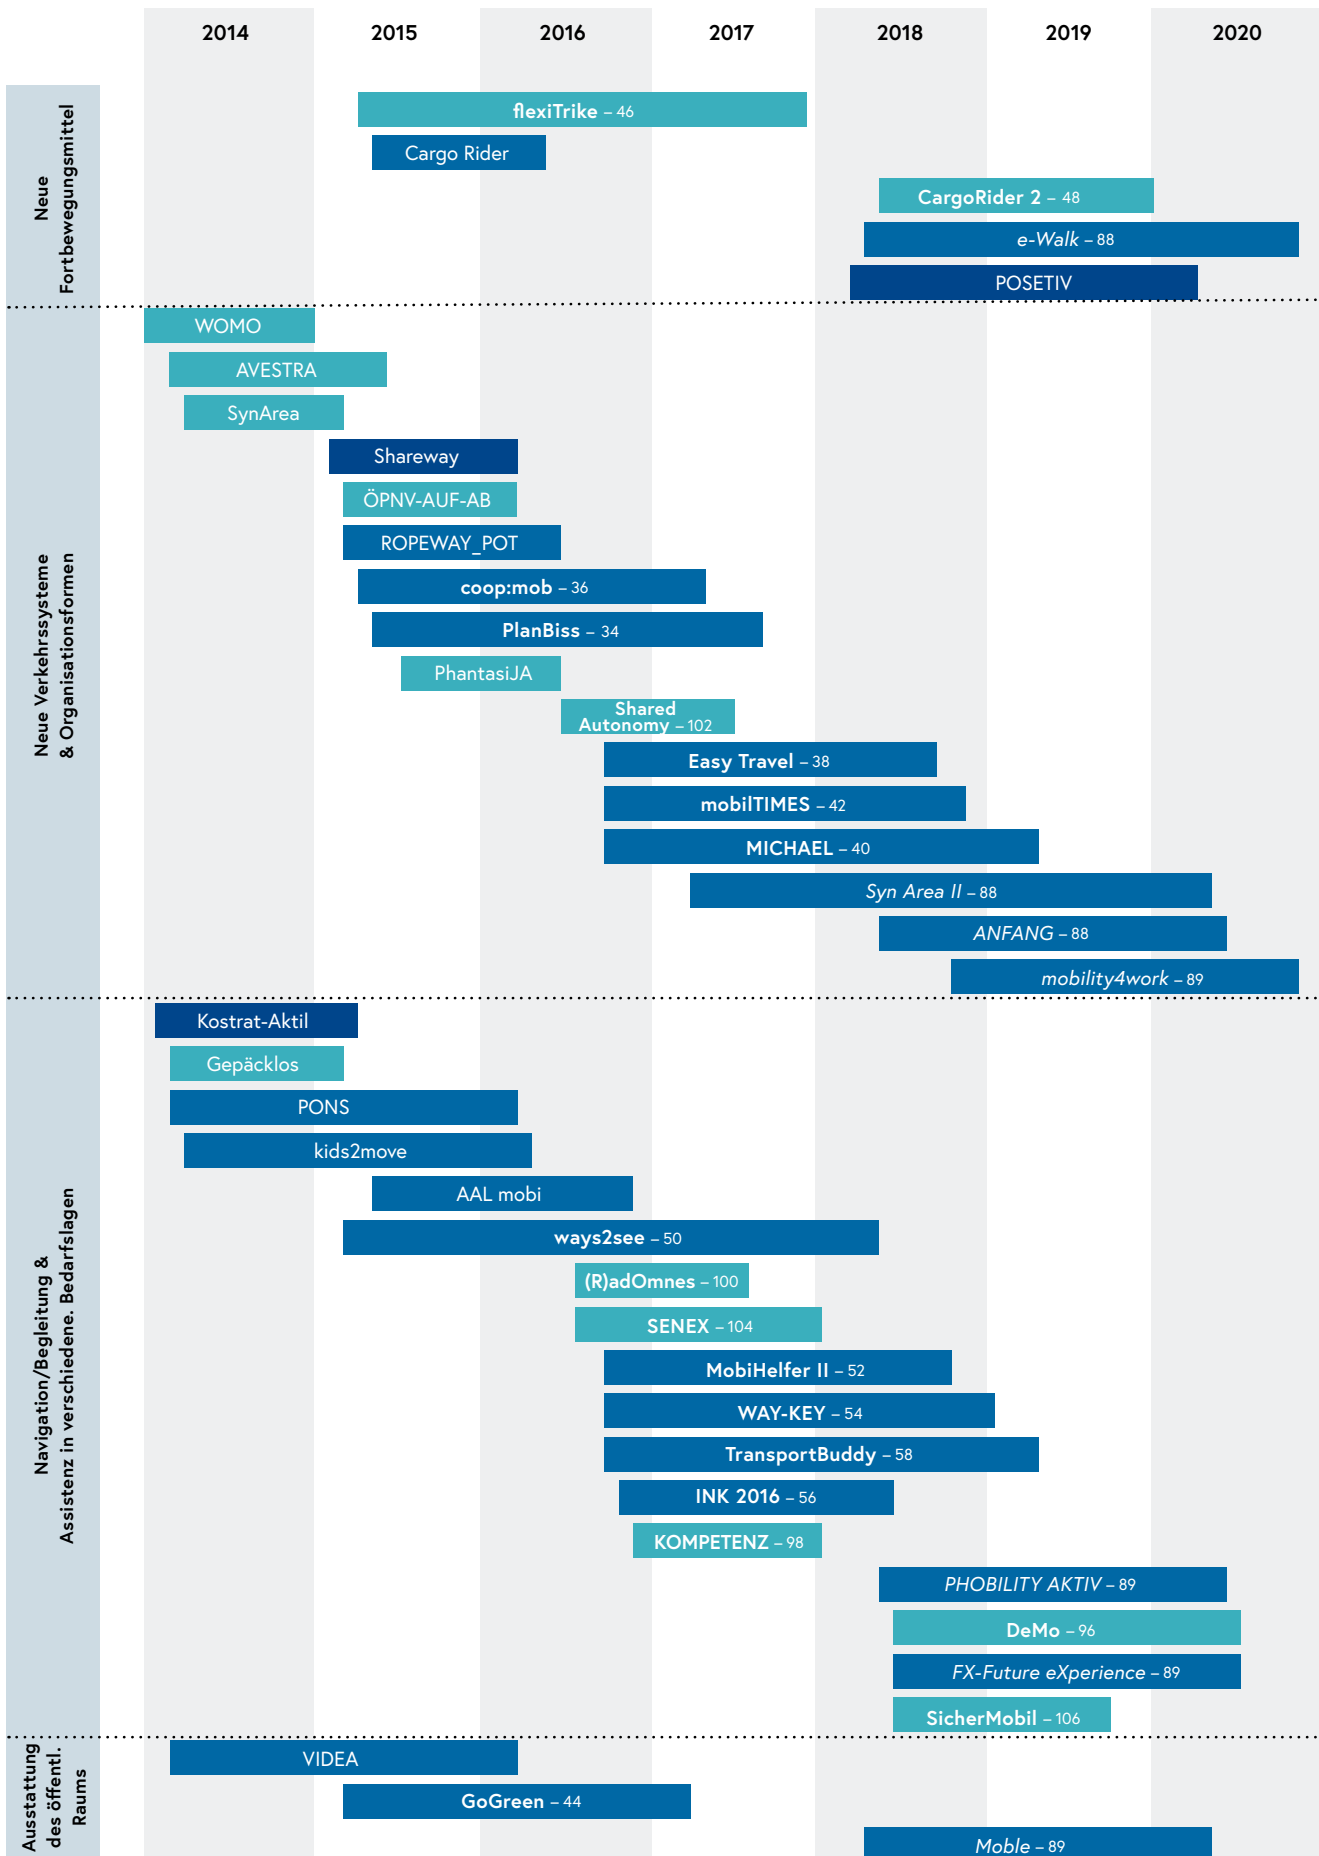 2014 2015 2016 2017 2018 2019 2020
Neue
Fortbewegungsmittel
flexiTrike – 46
Cargo Rider
CargoRider 2 – 48
e-Walk – 88
POSETIV
Neue Verkehrssysteme
& Organisationsformen
WOMO
AVESTRA
SynArea
Shareway
ÖPNV-AUF-AB
ROPEWAY_POT
coop:mob – 36
PlanBiss – 34
PhantasiJA
Shared
Autonomy – 102
Easy Travel – 38
mobilTIMES – 42
MICHAEL – 40
Syn Area II – 88
ANFANG – 88
mobility4work – 89
Navigation/Begleitung &
Assistenz in verschiedene. Bedarfslagen
Kostrat-Aktil
Gepäcklos
PONS
kids2move
AAL mobi
ways2see – 50
(R)adOmnes – 100
SENEX – 104
MobiHelfer II – 52
WAY-KEY – 54
TransportBuddy – 58
INK 2016 – 56
KOMPETENZ – 98
PHOBILITY AKTIV – 89
DeMo – 96
FX-Future eXperience – 89
SicherMobil – 106
Ausstattung
des öffentl.
Raums
VIDEA
GoGreen – 44
Moble – 89